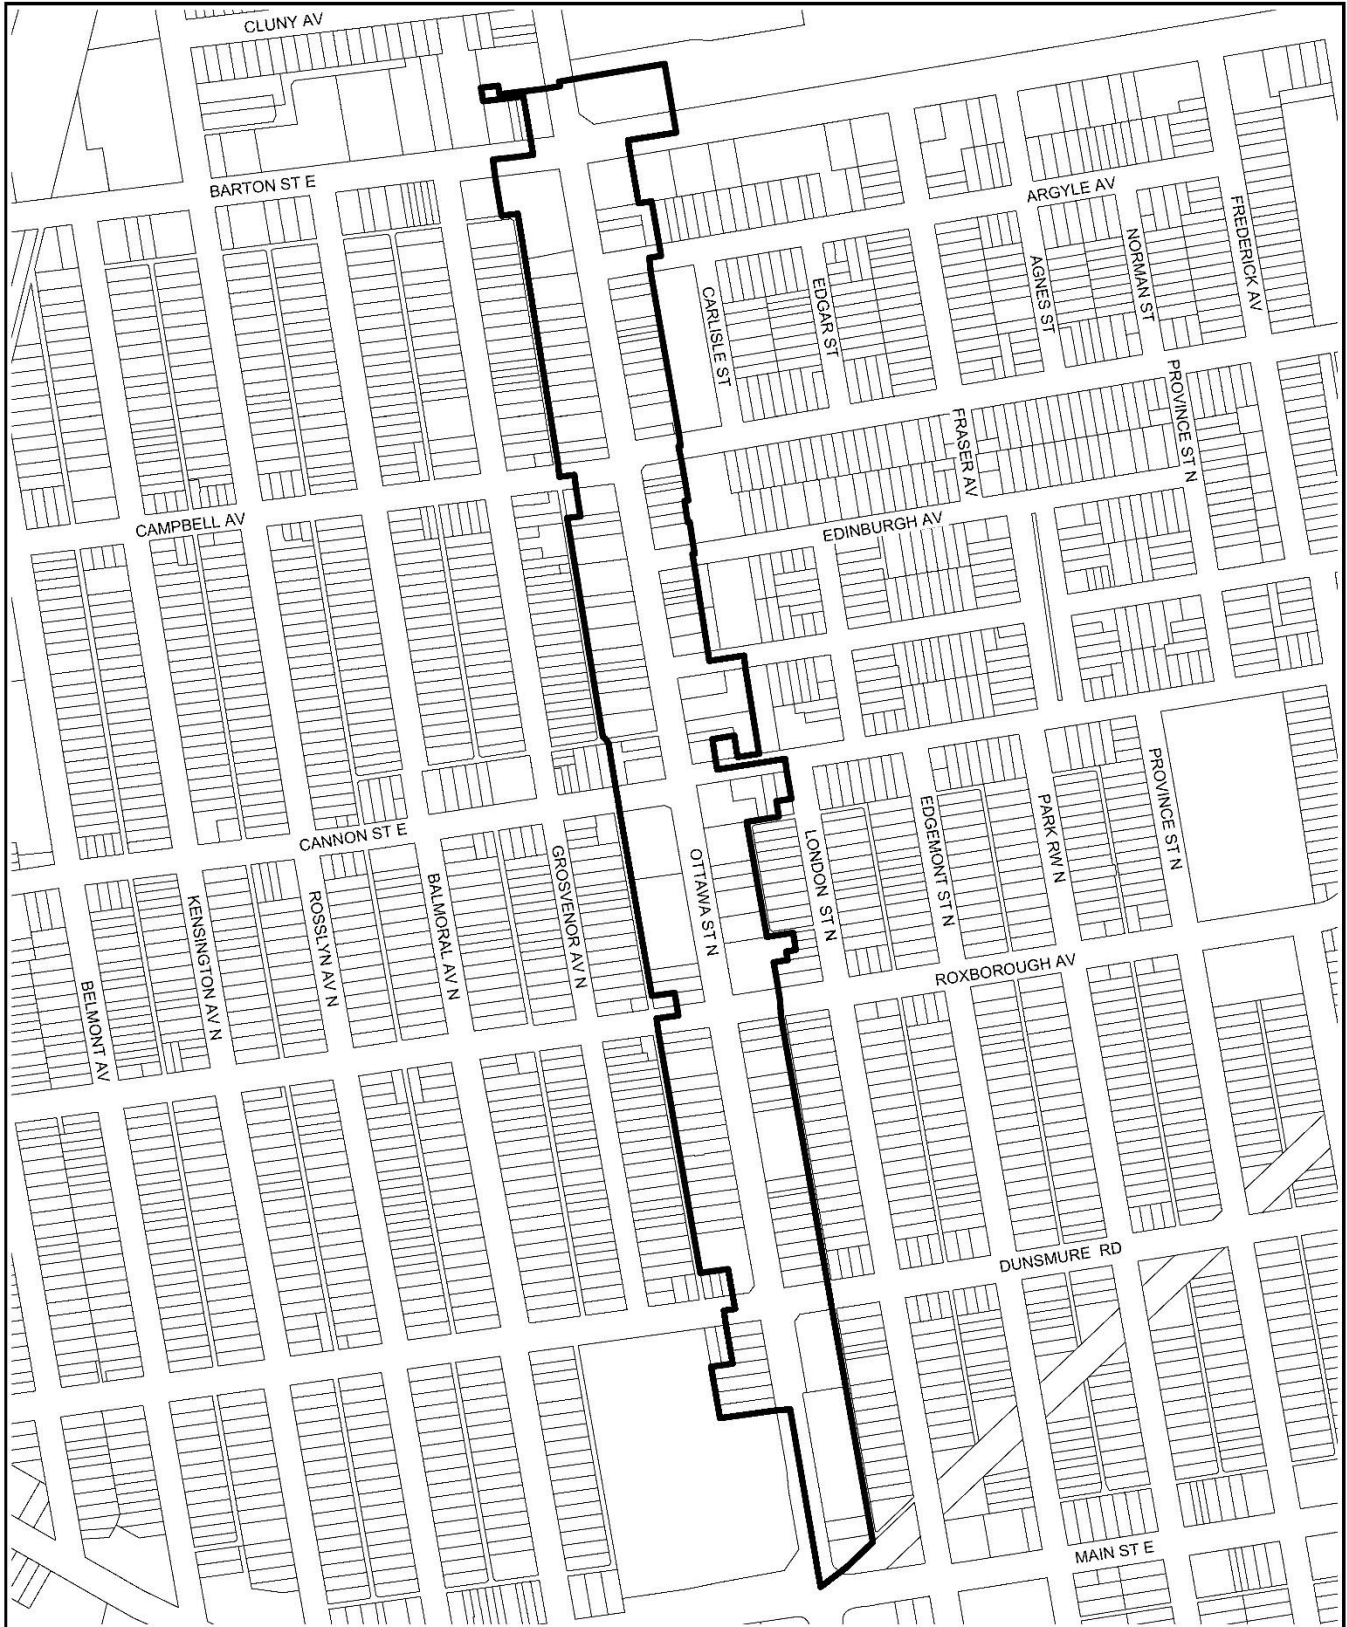 CLUNY AV
BARTON ST E
ARGYLE AV
FREDERICK AV
NORMAN ST
AGNES ST
EDGAR ST
CARLISLE ST
PROVINCE ST N
FRASER AV
CAMPBELL AV
EDINBURGH AV
CANNON ST E
PROVINCE ST N
PARK RW N
EDGEMONT ST N
LONDON ST N
OTTAWA ST N
GROSVENOR AV N
BALMORAL AV N
ROSSLYN AV N
KENSINGTON AV N
BELMONT AV
ROXBOROUGH AV
DUNSMURE RD
MAIN ST E